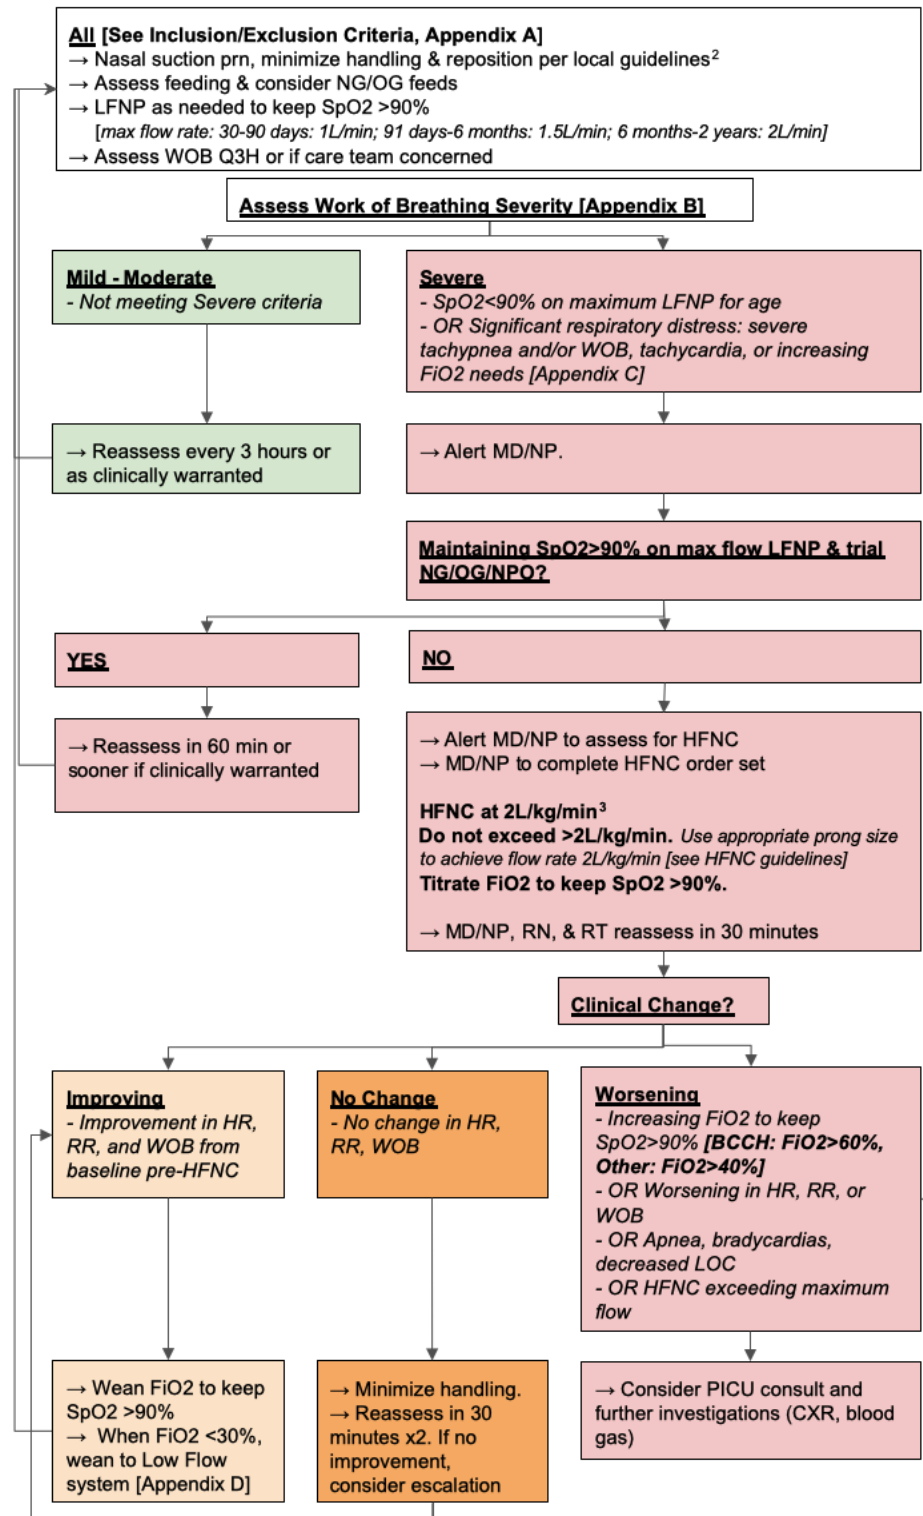 All [See Inclusion/Exclusion Criteria, Appendix A]
→ Nasal suction prn, minimize handling & reposition per local guidelines²
→ Assess feeding & consider NG/OG feeds
→ LFNP as needed to keep SpO2 >90%
[max flow rate: 30-90 days: 1L/min; 91 days-6 months: 1.5L/min; 6 months-2 years: 2L/min]
→ Assess WOB Q3H or if care team concerned
Assess Work of Breathing Severity [Appendix B]
Mild - Moderate
- Not meeting Severe criteria
Severe
- SpO2<90% on maximum LFNP for age
- OR Significant respiratory distress: severe
tachypnea and/or WOB, tachycardia, or increasing
FiO2 needs [Appendix C]
→ Reassess every 3 hours or
as clinically warranted
→ Alert MD/NP.
Maintaining SpO2>90% on max flow LFNP & trial
NG/OG/NPO?
YES
NO
→ Reassess in 60 min or
sooner if clinically warranted
→ Alert MD/NP to assess for HFNC
→ MD/NP to complete HFNC order set
HFNC at 2L/kg/min³
Do not exceed >2L/kg/min. Use appropriate prong size
to achieve flow rate 2L/kg/min [see HFNC guidelines]
Titrate FiO2 to keep SpO2 >90%.
→ MD/NP, RN, & RT reassess in 30 minutes
Clinical Change?
Improving
- Improvement in HR,
RR, and WOB from
baseline pre-HFNC
No Change
- No change in HR,
RR, WOB
Worsening
- Increasing FiO2 to keep
SpO2>90% [BCCH: FiO2>60%,
Other: FiO2>40%]
- OR Worsening in HR, RR, or
WOB
- OR Apnea, bradycardias,
decreased LOC
- OR HFNC exceeding maximum
flow
→ Wean FiO2 to keep
SpO2 >90%
→ When FiO2 <30%,
wean to Low Flow
system [Appendix D]
→ Minimize handling.
→ Reassess in 30
minutes x2. If no
improvement,
consider escalation
→ Consider PICU consult and
further investigations (CXR, blood
gas)